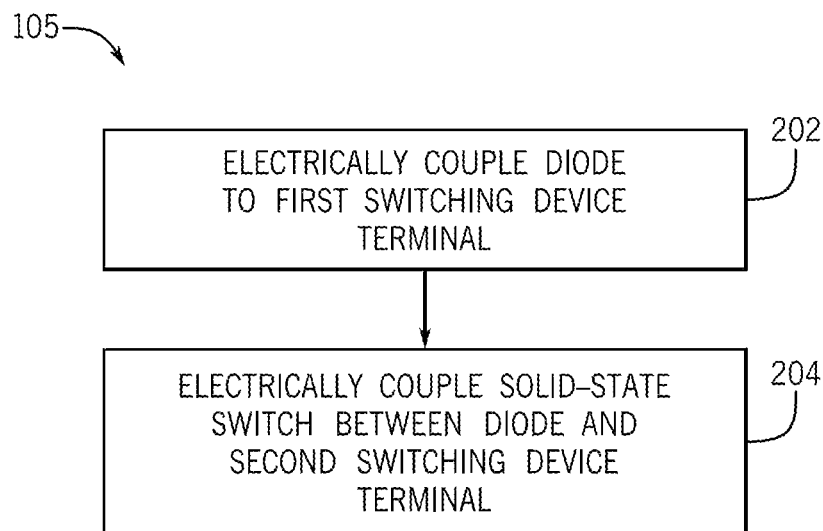 105
202
ELECTRICALLY COUPLE DIODE
TO FIRST SWITCHING DEVICE
TERMINAL
204
ELECTRICALLY COUPLE SOLID–STATE
SWITCH BETWEEN DIODE AND
SECOND SWITCHING DEVICE
TERMINAL